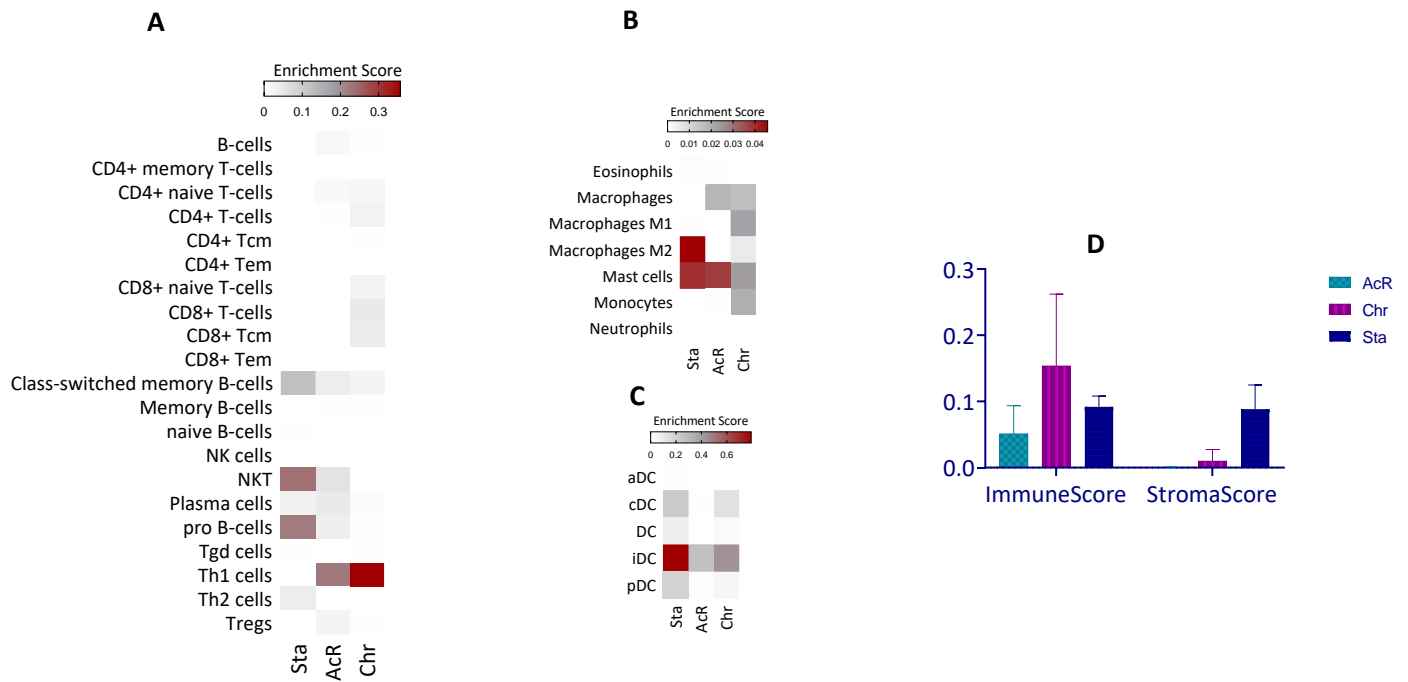 A
Enrichment Score
0 0.1 0.2 0.3
B-cells
CD4+ memory T-cells
CD4+ naive T-cells
CD4+ T-cells
CD4+ Tcm
CD4+ Tem
CD8+ naive T-cells
CD8+ T-cells
CD8+ Tcm
CD8+ Tem
Class-switched memory B-cells
Memory B-cells
naive B-cells
NK cells
NKT
Plasma cells
pro B-cells
Tgd cells
Th1 cells
Th2 cells
Tregs
Sta AcR Chr
B
Enrichment Score
0 0.01 0.02 0.03 0.04
Eosinophils
Macrophages
Macrophages M1
Macrophages M2
Mast cells
Monocytes
Neutrophils
Sta AcR Chr
C
Enrichment Score
0 0.2 0.4 0.6
aDC
cDC
DC
iDC
pDC
Sta AcR Chr
D
0.3
0.2
0.1
0.0
ImmuneScore StromaScore
AcR
Chr
Sta